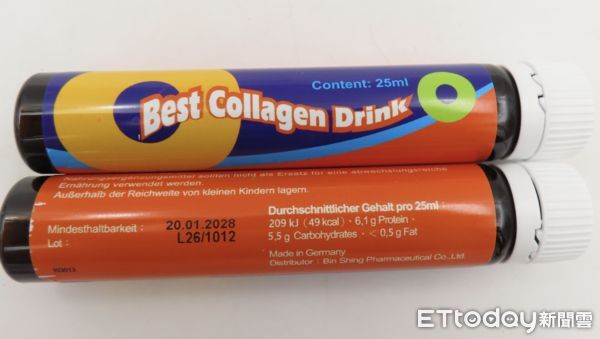 Content: 25ml
Best Collagen Drink
sollten nicht als Ersatz für eine abwechslungsreiche
Ernährung verwendet werden.
Außerhalb der Reichweite von kleinen Kindern lagern.
Mindesthaltbarkeit : 20.01.2028
Lot : L26/1012
Durchschnittlicher Gehalt pro 25ml :
209 kJ (49 kcal)・6,1 g Protein・
5,5 g Carbohydrates・< 0,5 g Fat
Made in Germany
Distributor : Bin Shing Pharmaceutical Co.,Ltd.
ETtoday新聞雲